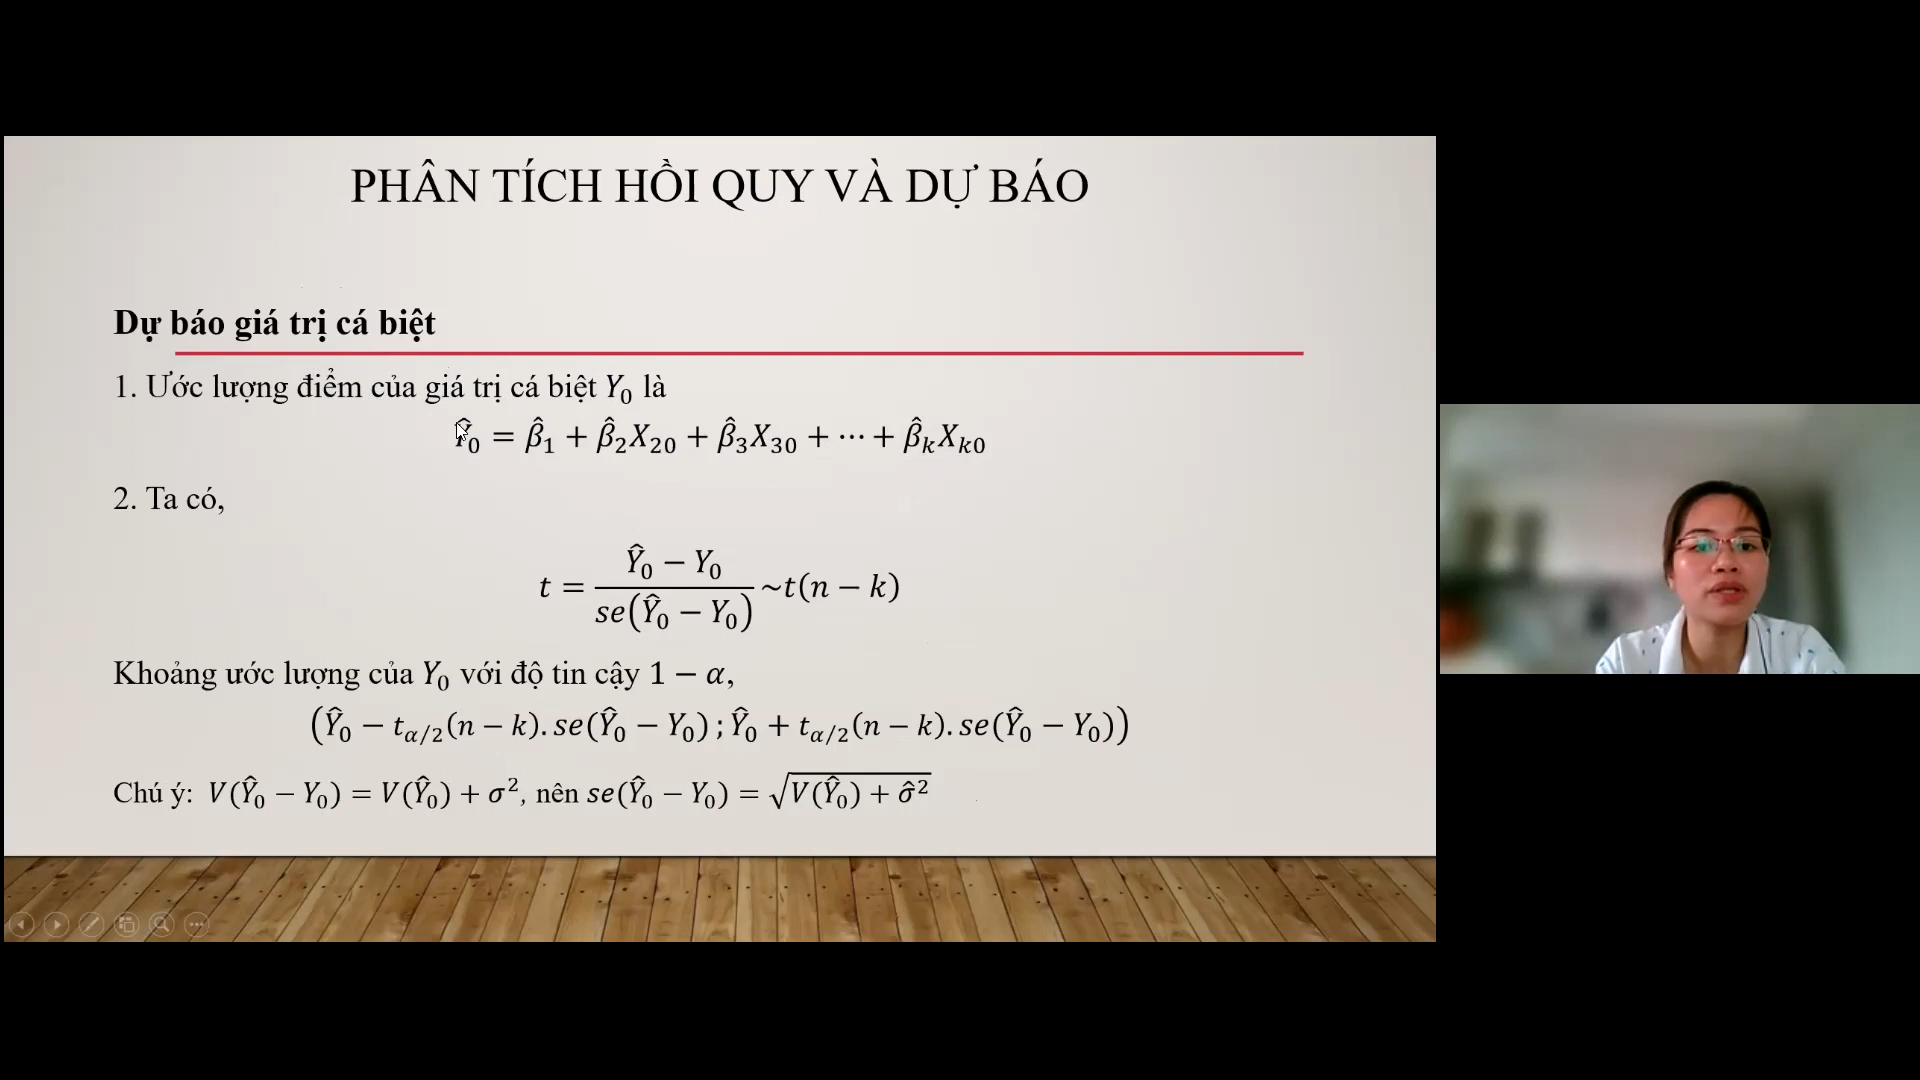 PHÂN TÍCH HỒI QUY VÀ DỰ BÁO
Dự báo giá trị cá biệt
1. Ước lượng điểm của giá trị cá biệt Y₀ là
Ŷ₀ = β̂₁ + β̂₂X₂₀ + β̂₃X₃₀ + ⋯ + β̂ₖXₖ₀
2. Ta có,
t = (Ŷ₀ − Y₀) / se(Ŷ₀ − Y₀) ~t(n − k)
Khoảng ước lượng của Y₀ với độ tin cậy 1 − α,
(Ŷ₀ − t_{α/2}(n − k). se(Ŷ₀ − Y₀) ; Ŷ₀ + t_{α/2}(n − k). se(Ŷ₀ − Y₀))
Chú ý: V(Ŷ₀ − Y₀) = V(Ŷ₀) + σ², nên se(Ŷ₀ − Y₀) = √(V(Ŷ₀) + σ̂²)